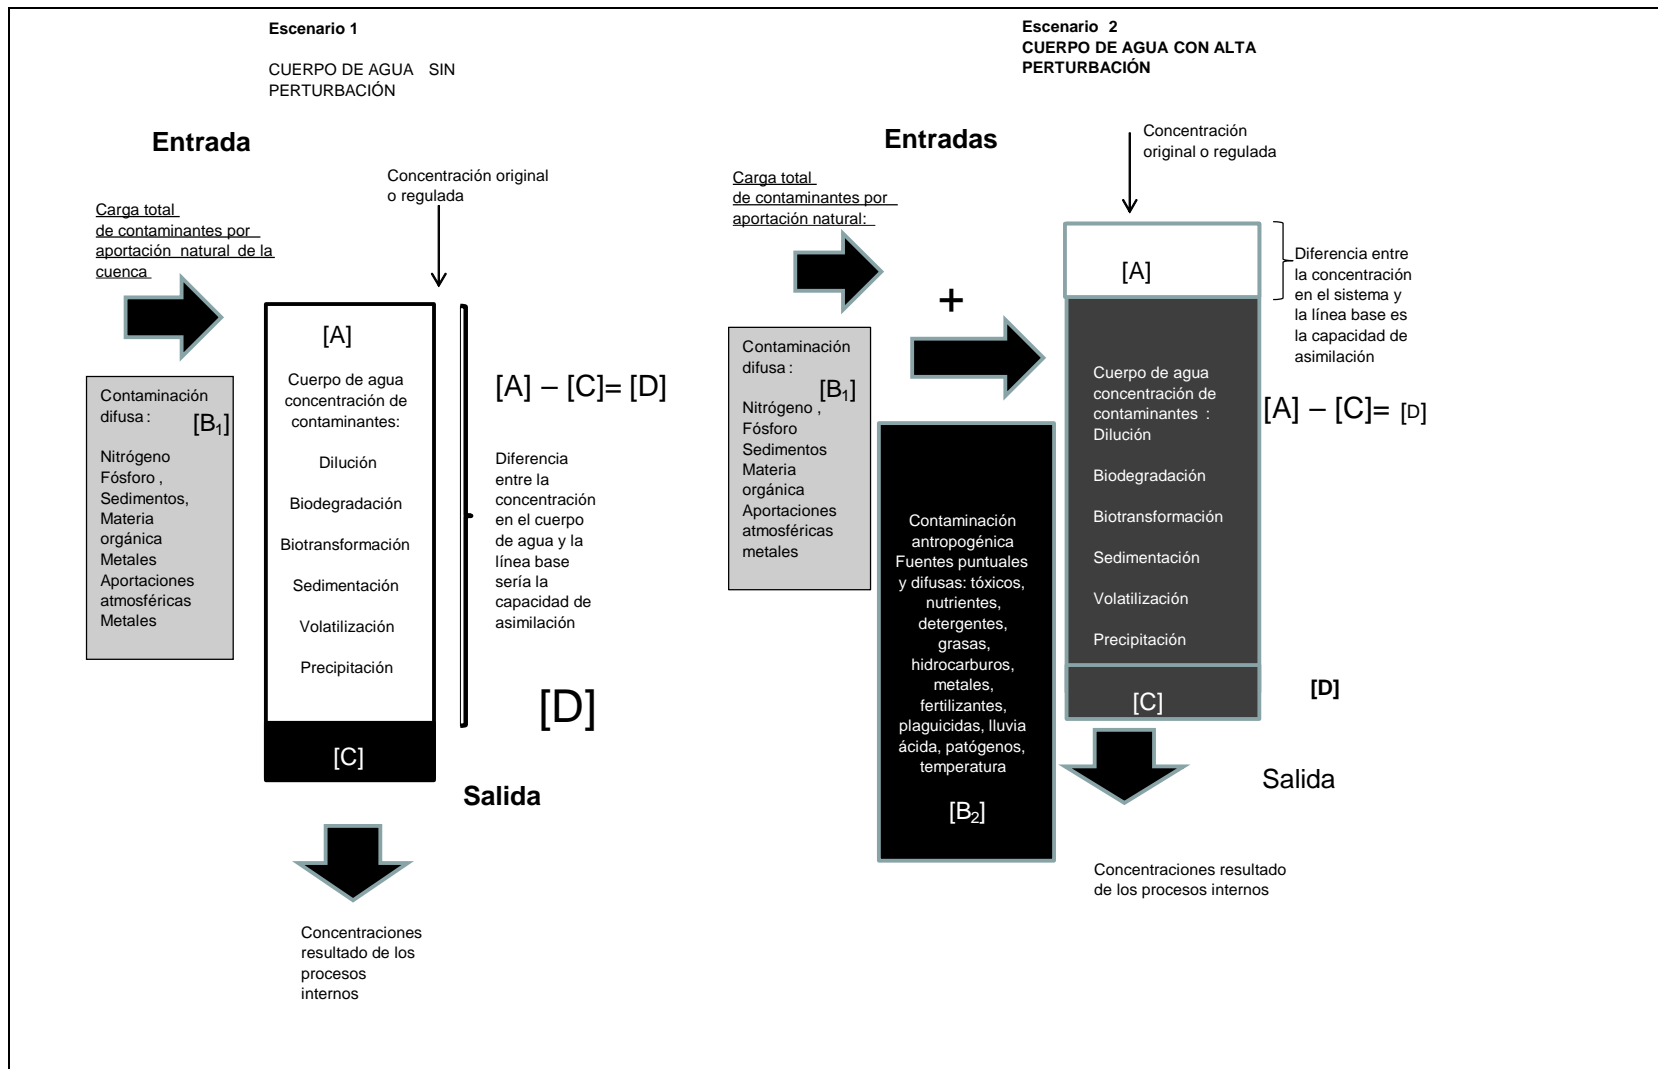 Escenario 1
CUERPO DE AGUA SIN
PERTURBACIÓN
Entrada
Concentración original
o regulada
Carga total
de contaminantes por
aportación natural de la
cuenca
[A]
Cuerpo de agua
concentración de
contaminantes:
Dilución
Biodegradación
Biotransformación
Sedimentación
Volatilización
Precipitación
[C]
Contaminación
difusa :
[B₁]
Nitrógeno
Fósforo ,
Sedimentos,
Materia
orgánica
Metales
Aportaciones
atmosféricas
Metales
[A] – [C]= [D]
Diferencia
entre la
concentración
en el cuerpo
de agua y la
línea base
sería la
capacidad de
asimilación
[D]
Salida
Concentraciones
resultado de los
procesos
internos
Escenario 2
CUERPO DE AGUA CON ALTA
PERTURBACIÓN
Entradas
Concentración
original o regulada
Carga total
de contaminantes por
aportación natural:
+
Contaminación
difusa :
[B₁]
Nitrógeno ,
Fósforo
Sedimentos
Materia
orgánica
Aportaciones
atmosféricas
metales
Contaminación
antropogénica
Fuentes puntuales
y difusas: tóxicos,
nutrientes,
detergentes,
grasas,
hidrocarburos,
metales,
fertilizantes,
plaguicidas, lluvia
ácida, patógenos,
temperatura
[B₂]
[A]
Cuerpo de agua
concentración de
contaminantes :
Dilución
Biodegradación
Biotransformación
Sedimentación
Volatilización
Precipitación
[C]
Diferencia entre
la concentración
en el sistema y
la línea base es
la capacidad de
asimilación
[A] – [C]= [D]
[D]
Salida
Concentraciones resultado
de los procesos internos